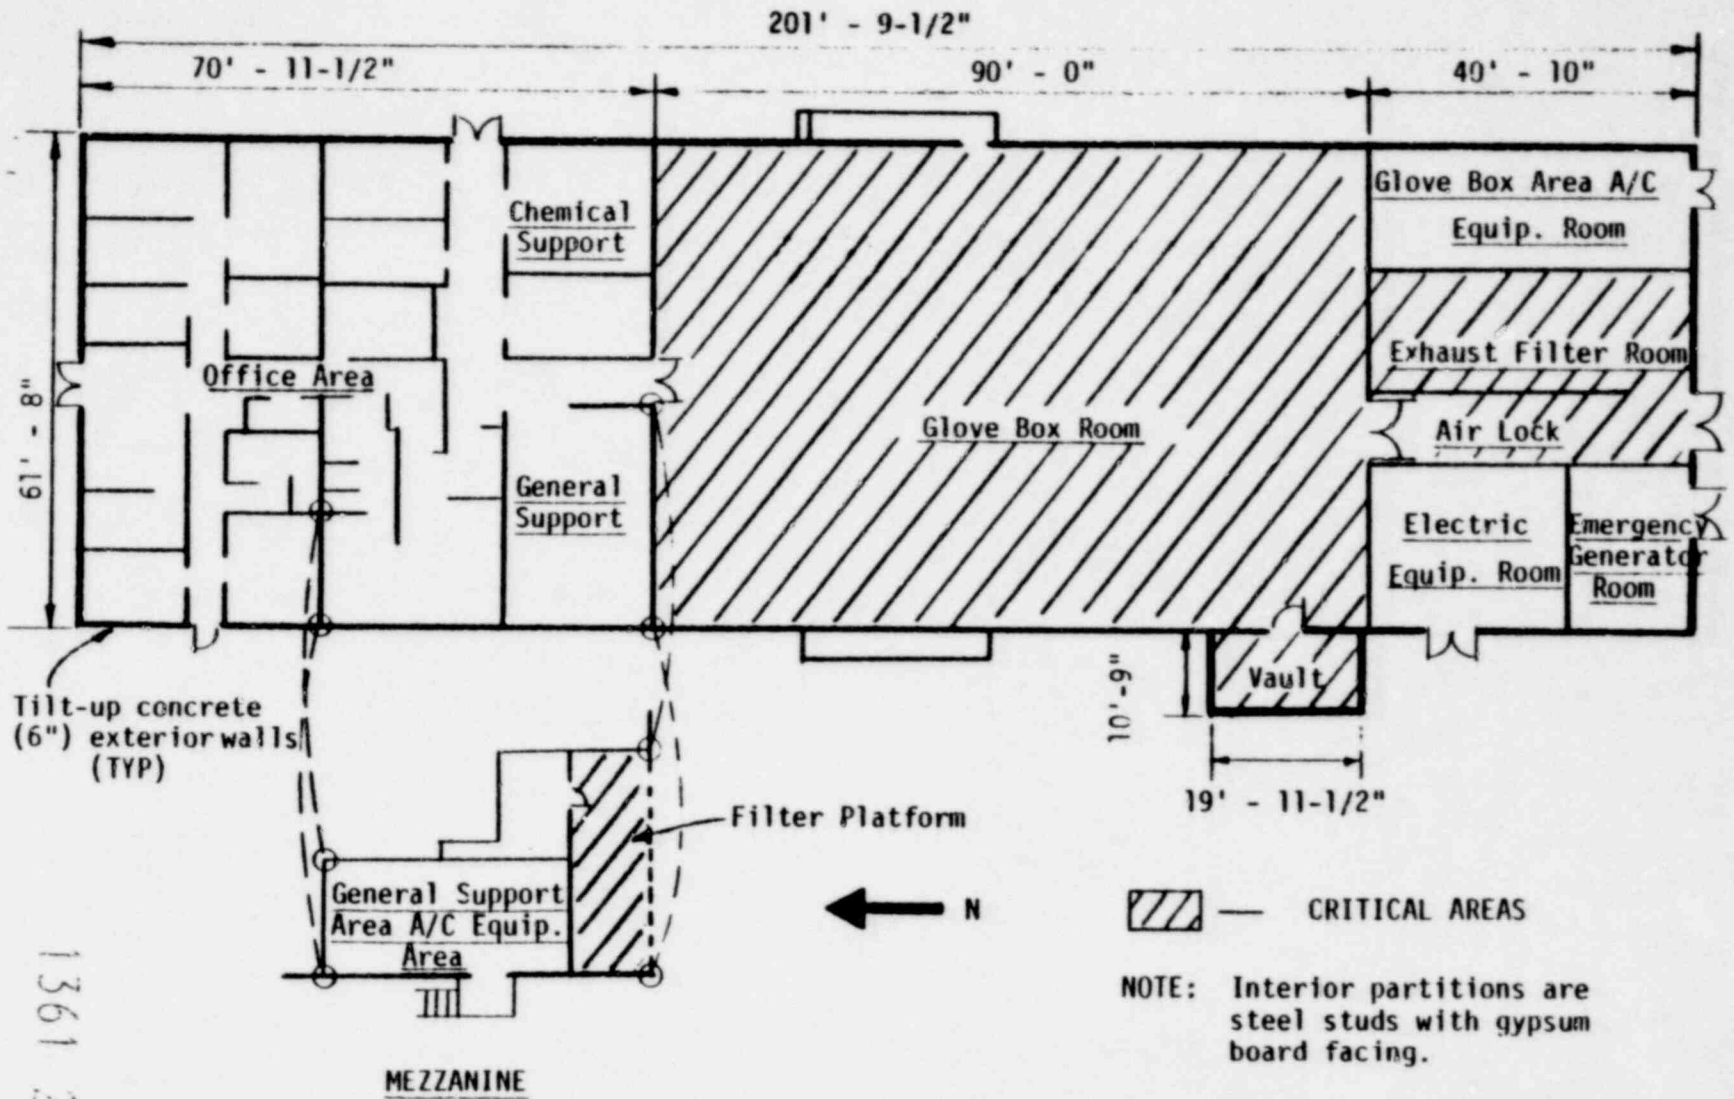 201' - 9-1/2"
70' - 11-1/2"
90' - 0"
40' - 10"
61' - 8"
Chemical
Support
Glove Box Area A/C
Equip. Room
Exhaust Filter Room
Office Area
Glove Box Room
Air Lock
General
Support
Electric
Equip. Room
Emergency
Generator
Room
Vault
10'-9"
19' - 11-1/2"
Tilt-up concrete
(6") exterior walls
(TYP)
Filter Platform
General Support
Area A/C Equip.
Area
N
CRITICAL AREAS
NOTE: Interior partitions are
steel studs with gypsum
board facing.
MEZZANINE
1361